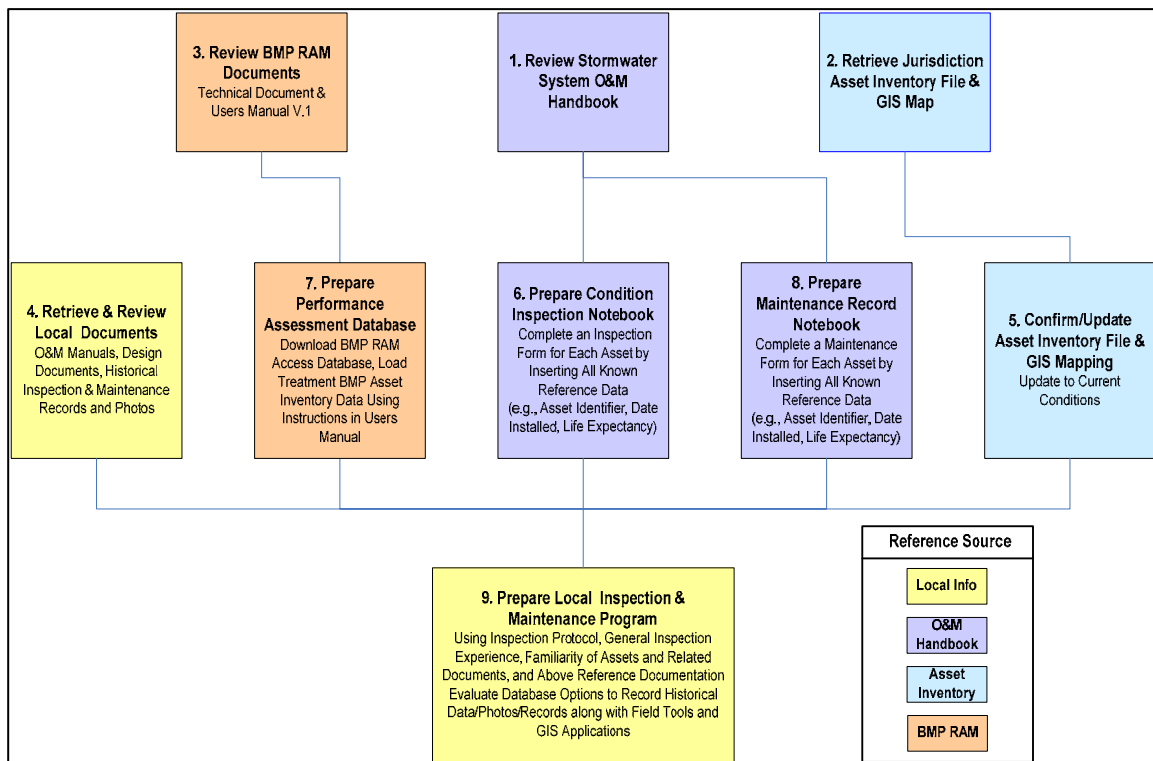 3. Review BMP RAM
Documents
Technical Document &
Users Manual V.1
1. Review Stormwater
System O&M
Handbook
2. Retrieve Jurisdiction
Asset Inventory File &
GIS Map
4. Retrieve & Review
Local Documents
O&M Manuals, Design
Documents, Historical
Inspection & Maintenance
Records and Photos
7. Prepare
Performance
Assessment Database
Download BMP RAM
Access Database, Load
Treatment BMP Asset
Inventory Data Using
Instructions in Users
Manual
6. Prepare Condition
Inspection Notebook
Complete an Inspection
Form for Each Asset by
Inserting All Known
Reference Data
(e.g., Asset Identifier, Date
Installed, Life Expectancy)
8. Prepare
Maintenance Record
Notebook
Complete a Maintenance
Form for Each Asset by
Inserting All Known
Reference Data
(e.g., Asset Identifier, Date
Installed, Life Expectancy)
5. Confirm/Update
Asset Inventory File &
GIS Mapping
Update to Current
Conditions
9. Prepare Local Inspection &
Maintenance Program
Using Inspection Protocol, General Inspection
Experience, Familiarity of Assets and Related
Documents, and Above Reference Documentation
Evaluate Database Options to Record Historical
Data/Photos/Records along with Field Tools and
GIS Applications
Reference Source
Local Info
O&M
Handbook
Asset
Inventory
BMP RAM